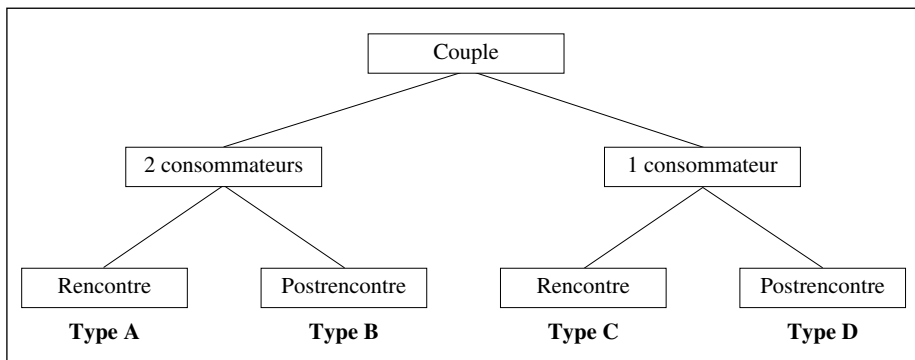 Couple
2 consommateurs
1 consommateur
Rencontre
Postrencontre
Rencontre
Postrencontre
Type A
Type B
Type C
Type D